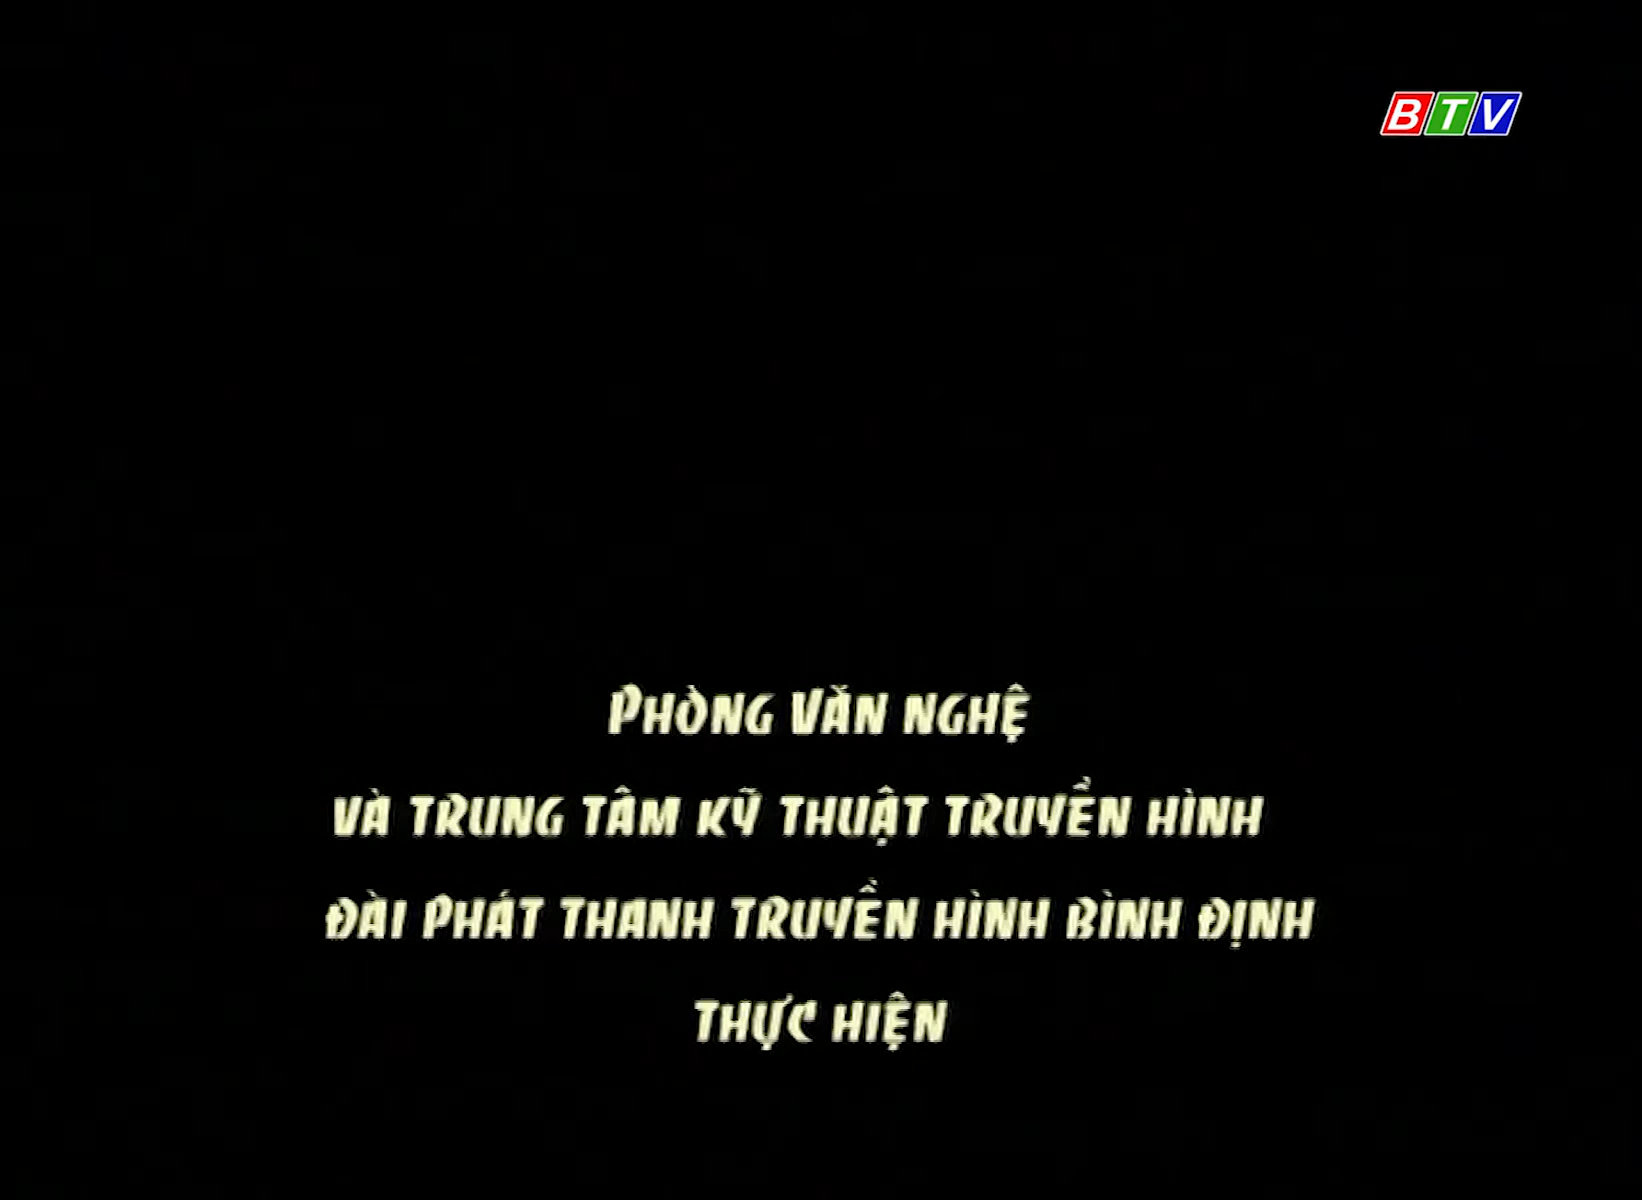 BTV
PHÒNG VĂN NGHỆ
VÀ TRUNG TÂM KỸ THUẬT TRUYỀN HÌNH
ĐÀI PHÁT THANH TRUYỀN HÌNH BÌNH ĐỊNH
THỰC HIỆN